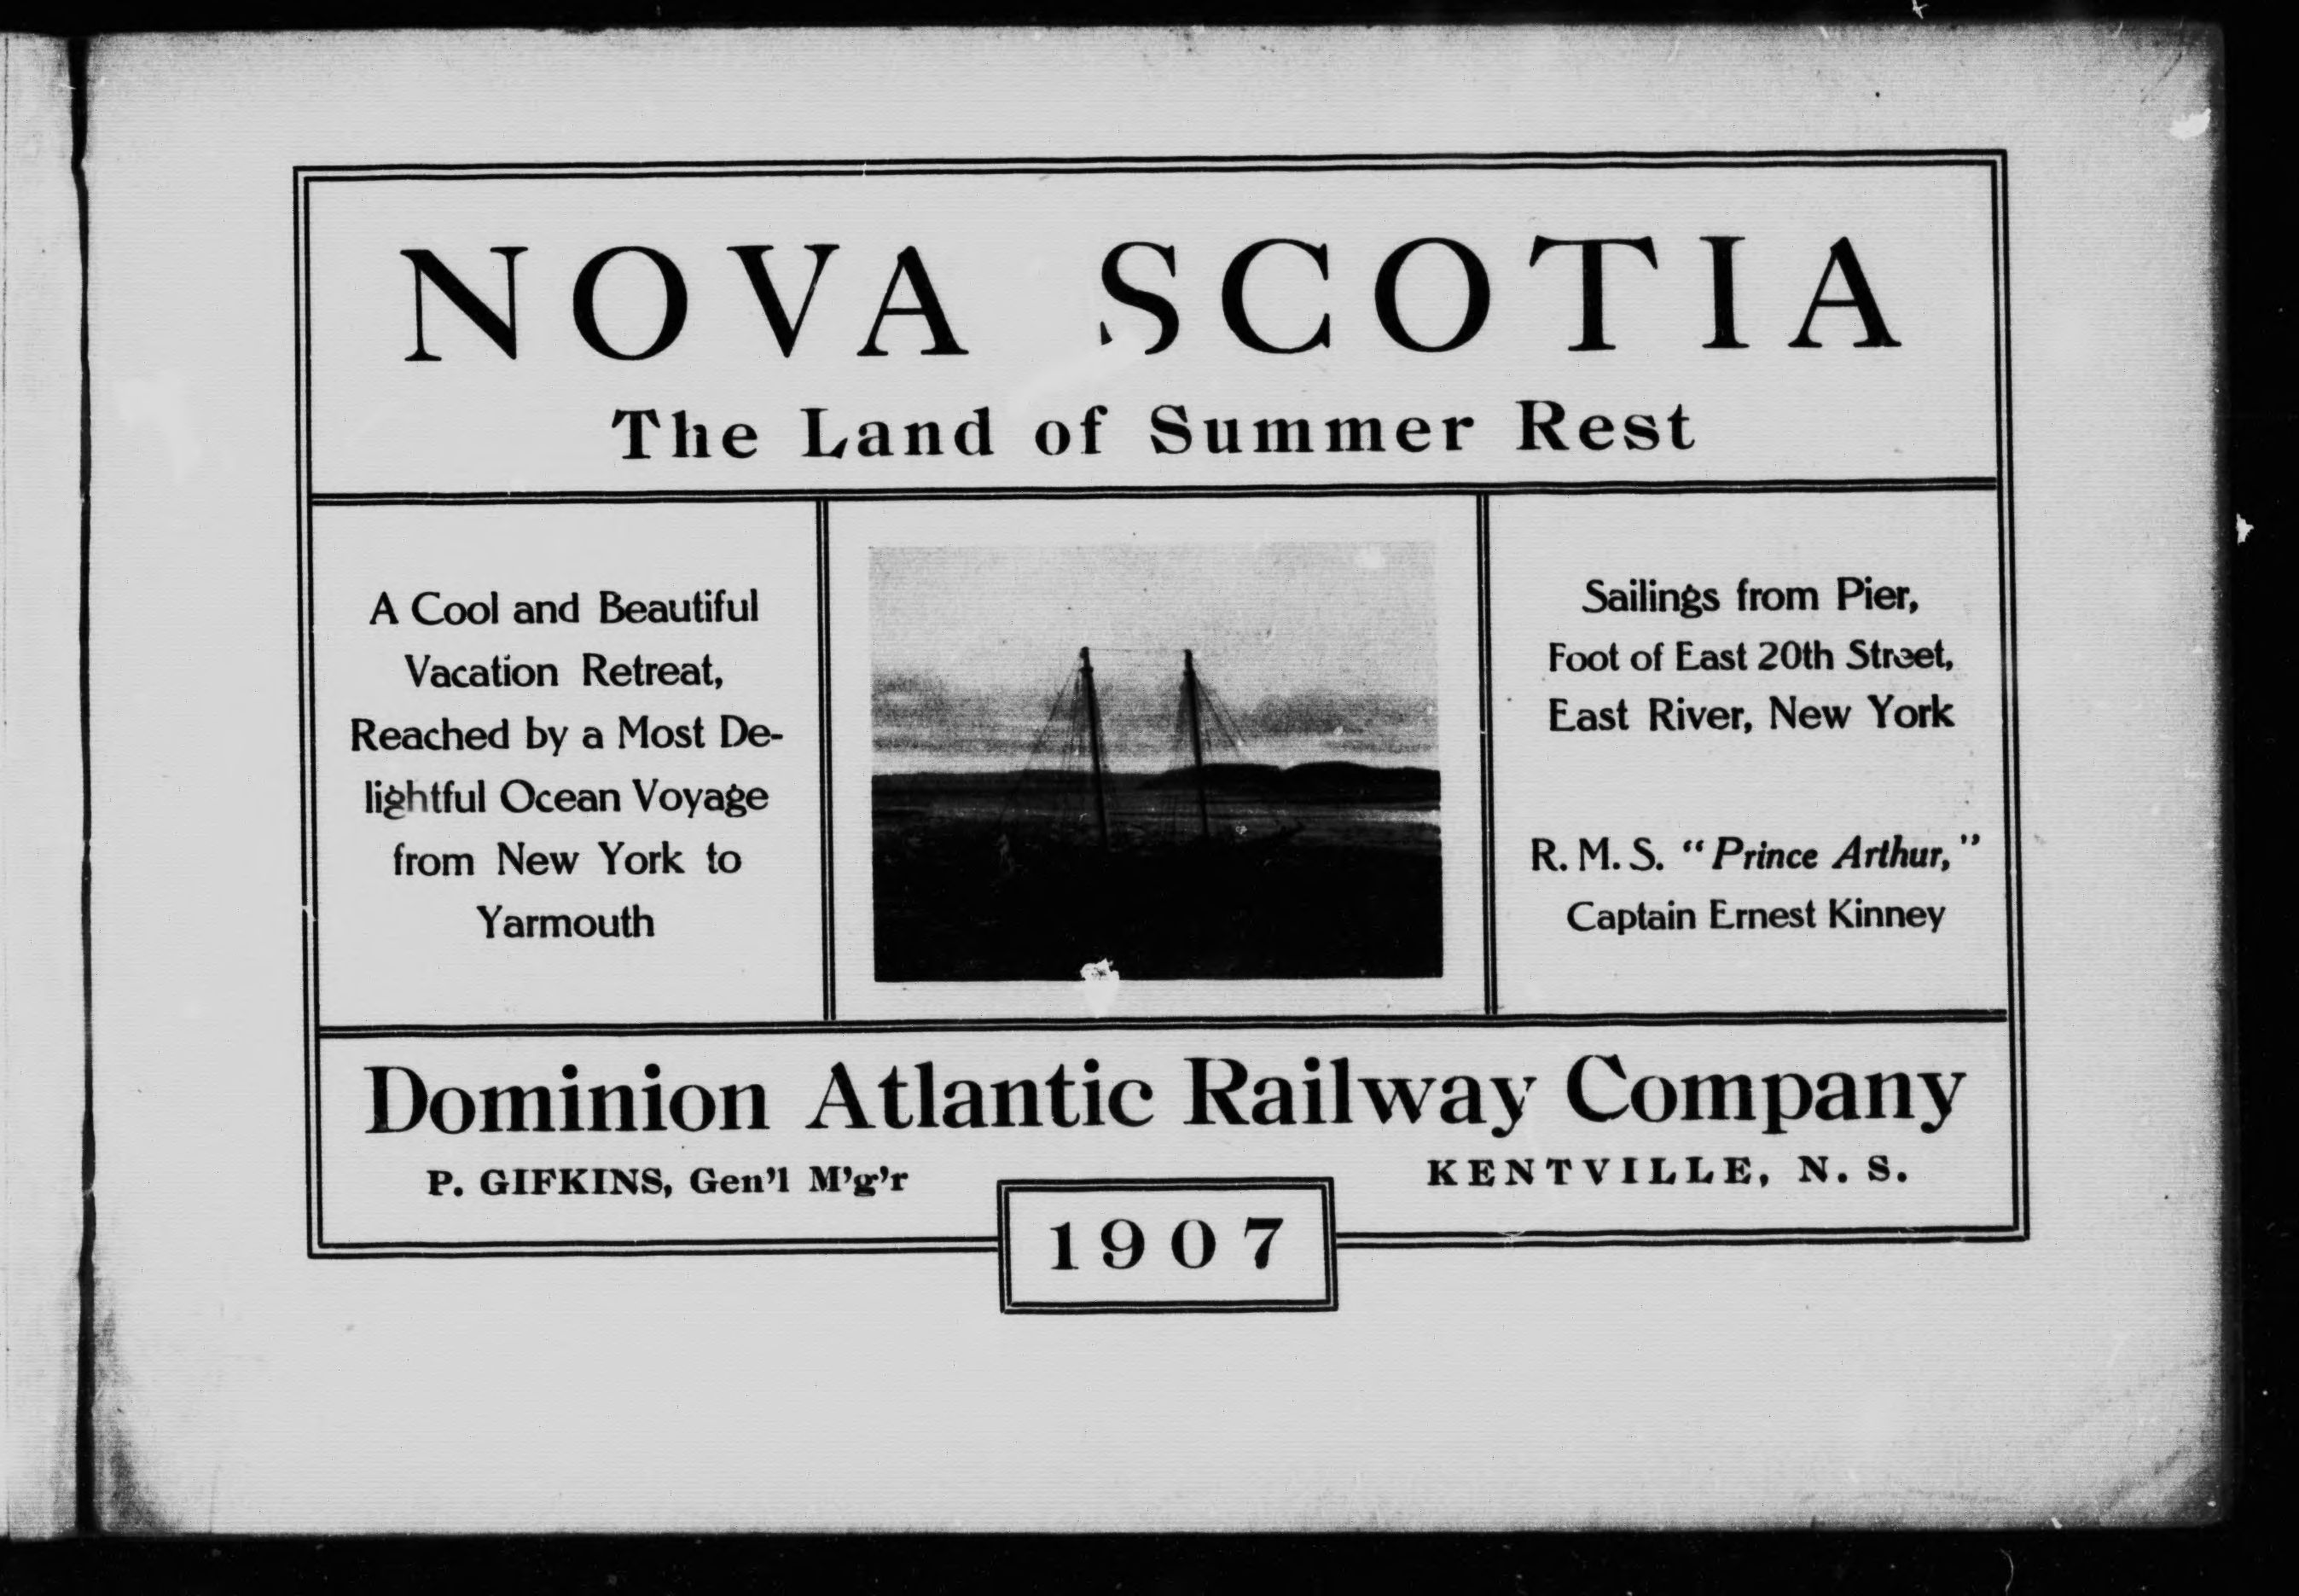 NOVA SCOTIA
The Land of Summer Rest
A Cool and Beautiful
Vacation Retreat,
Reached by a Most De-
lightful Ocean Voyage
from New York to
Yarmouth
Sailings from Pier,
Foot of East 20th Street,
East River, New York
R. M. S. "Prince Arthur,"
Captain Ernest Kinney
Dominion Atlantic Railway Company
P. GIFKINS, Gen'l M'g'r
KENTVILLE, N. S.
1907